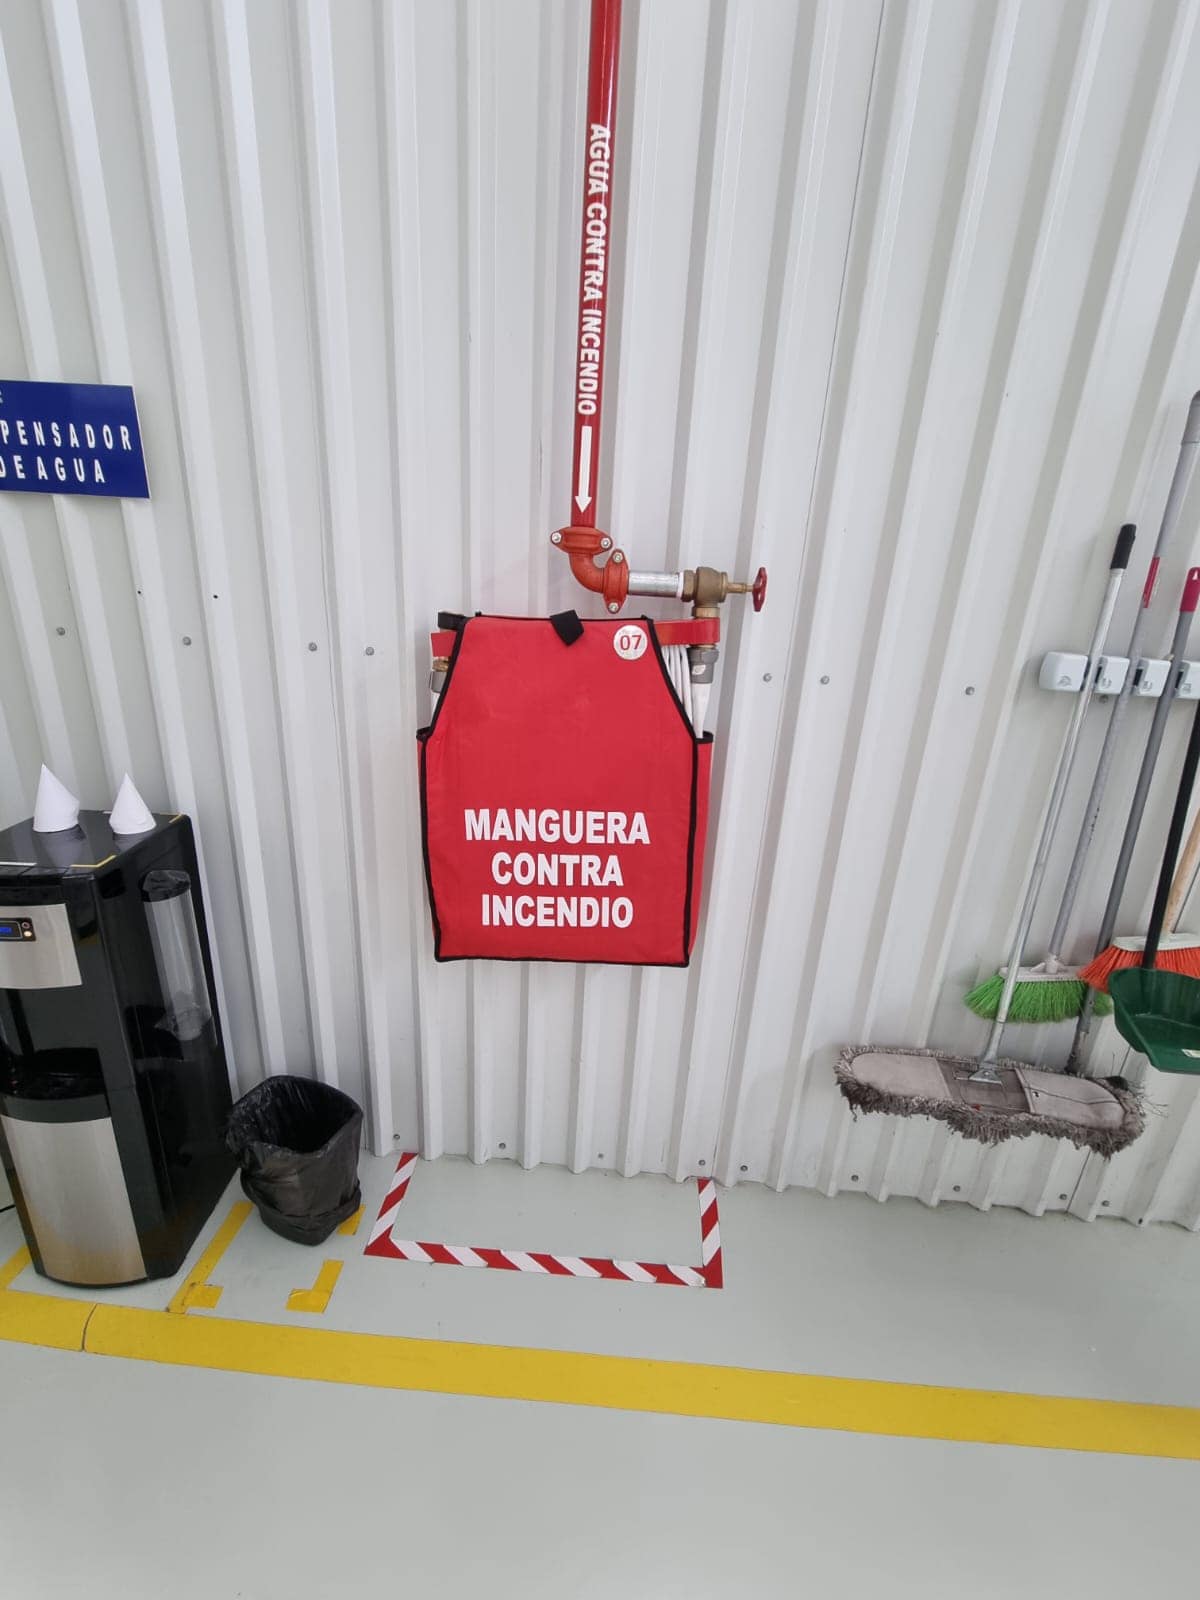 AGUA CONTRA INCENDIO
PENSADOR
DE AGUA
07
MANGUERA
CONTRA
INCENDIO